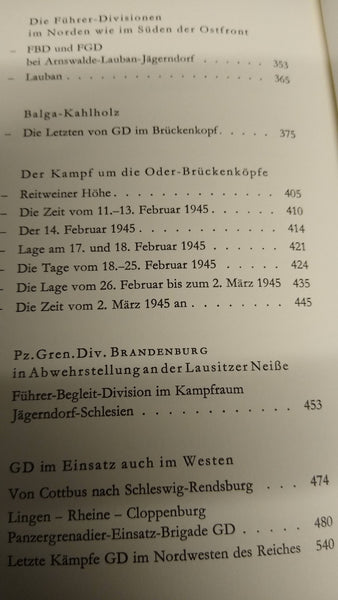 Die Führer-Divisionen
im Norden wie im Süden der Ostfront
– FBD und FGD
bei Arnswalde-Lauban-Jägerndorf . . . . . . 353
– Lauban . . . . . . . . . . . . . . 365
Balga-Kahlholz
– Die Letzten von GD im Brückenkopf . . . . . 375
Der Kampf um die Oder-Brückenköpfe
– Reitweiner Höhe . . . . . . . . . . . 405
– Die Zeit vom 11.–13. Februar 1945 . . . . . 410
– Der 14. Februar 1945 . . . . . . . . . 414
– Lage am 17. und 18. Februar 1945 . . . . . 421
– Die Tage vom 18.–25. Februar 1945 . . . . . 424
– Die Lage vom 26. Februar bis zum 2. März 1945 435
– Die Zeit vom 2. März 1945 an . . . . . . . 445
Pz.Gren.Div. BRANDENBURG
in Abwehrstellung an der Lausitzer Neiße
Führer-Begleit-Division im Kampfraum
Jägerndorf-Schlesien . . . . . . . . . . . 453
GD im Einsatz auch im Westen
Von Cottbus nach Schleswig-Rendsburg . . . 474
Lingen – Rheine – Cloppenburg
Panzergrenadier-Einsatz-Brigade GD . . . . 480
Letzte Kämpfe GD im Nordwesten des Reiches 540